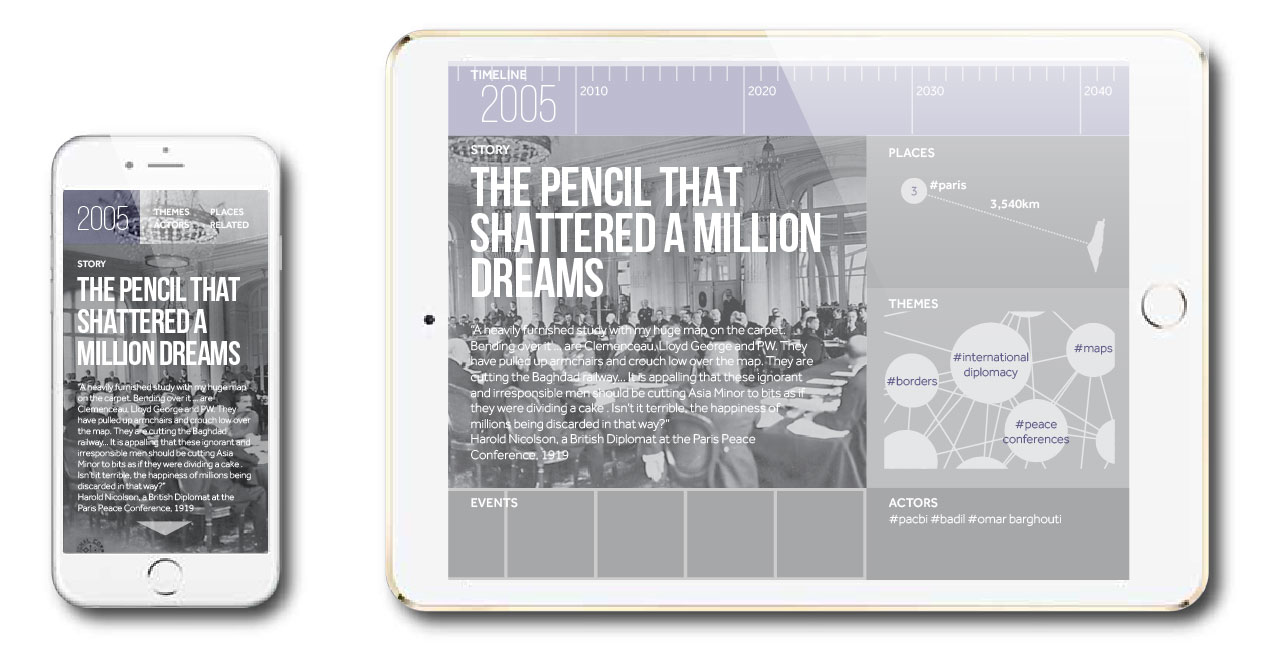 2005
THEMES PLACES
ACTORS RELATED
STORY
THE PENCIL THAT
SHATTERED A
MILLION DREAMS
"A heavily furnished study with my huge map
on the carpet. Bending over it ... are
Clemenceau, Lloyd George and PW. They
have pulled up armchairs and crouch low over
the map. They are cutting the Baghdad
railway... It is appalling that these ignorant and
irresponsible men should be cutting Asia
Minor to bits as if they were dividing a cake .
Isn't it terrible, the happiness of millions being
discarded in that way?"
Harold Nicolson, a British Diplomat at the
Paris Peace Conference, 1919
TIMELINE
2005 2010 2020 2030 2040
STORY
THE PENCIL THAT
SHATTERED A MILLION
DREAMS
"A heavily furnished study with my huge map on the carpet.
Bending over it ... are Clemenceau, Lloyd George and PW. They
have pulled up armchairs and crouch low over the map. They are
cutting the Baghdad railway... It is appalling that these ignorant
and irresponsible men should be cutting Asia Minor to bits as if
they were dividing a cake . Isn't it terrible, the happiness of
millions being discarded in that way?"
Harold Nicolson, a British Diplomat at the Paris Peace
Conference, 1919
EVENTS
PLACES
3 #paris
3,540km
THEMES
#international
diplomacy
#maps
#borders
#peace
conferences
ACTORS
#pacbi #badil #omar barghouti